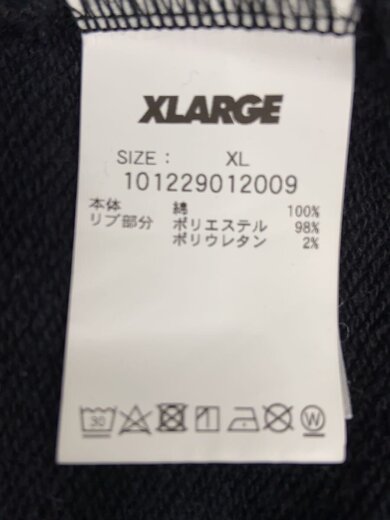 XLARGE
SIZE : XL
101229012009
本体 綿 100%
リブ部分 ポリエステル 98%
ポリウレタン 2%
30
W